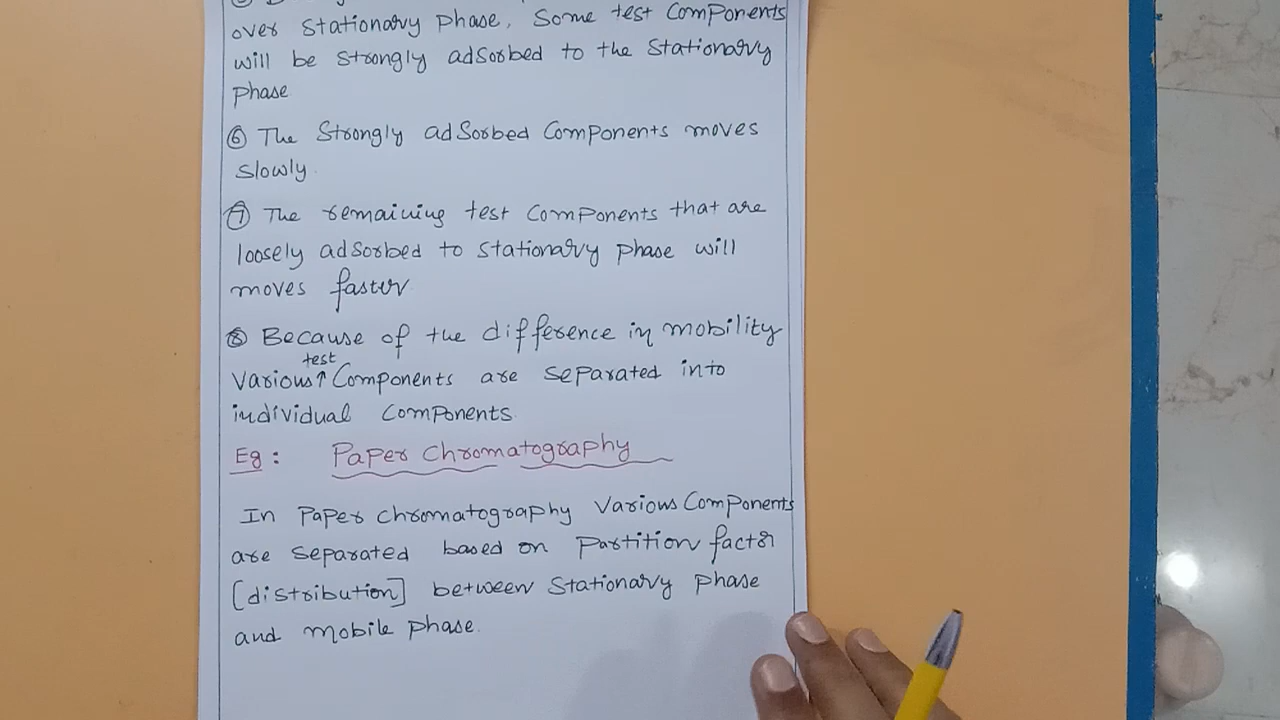 over stationary phase, Some test Components
will be strongly adsorbed to the stationary
phase
⑥ The strongly adsorbed Components moves
slowly.
⑦ The remaining test components that are
loosely adsorbed to stationary phase will
moves faster
⑧ Because of the difference in mobility
test
Various↑ Components are separated into
individual components
Eg : Paper Chromatography
In Paper chromatography Various Components
are separated based on Partition factor
[distribution] between stationary phase
and mobile phase.